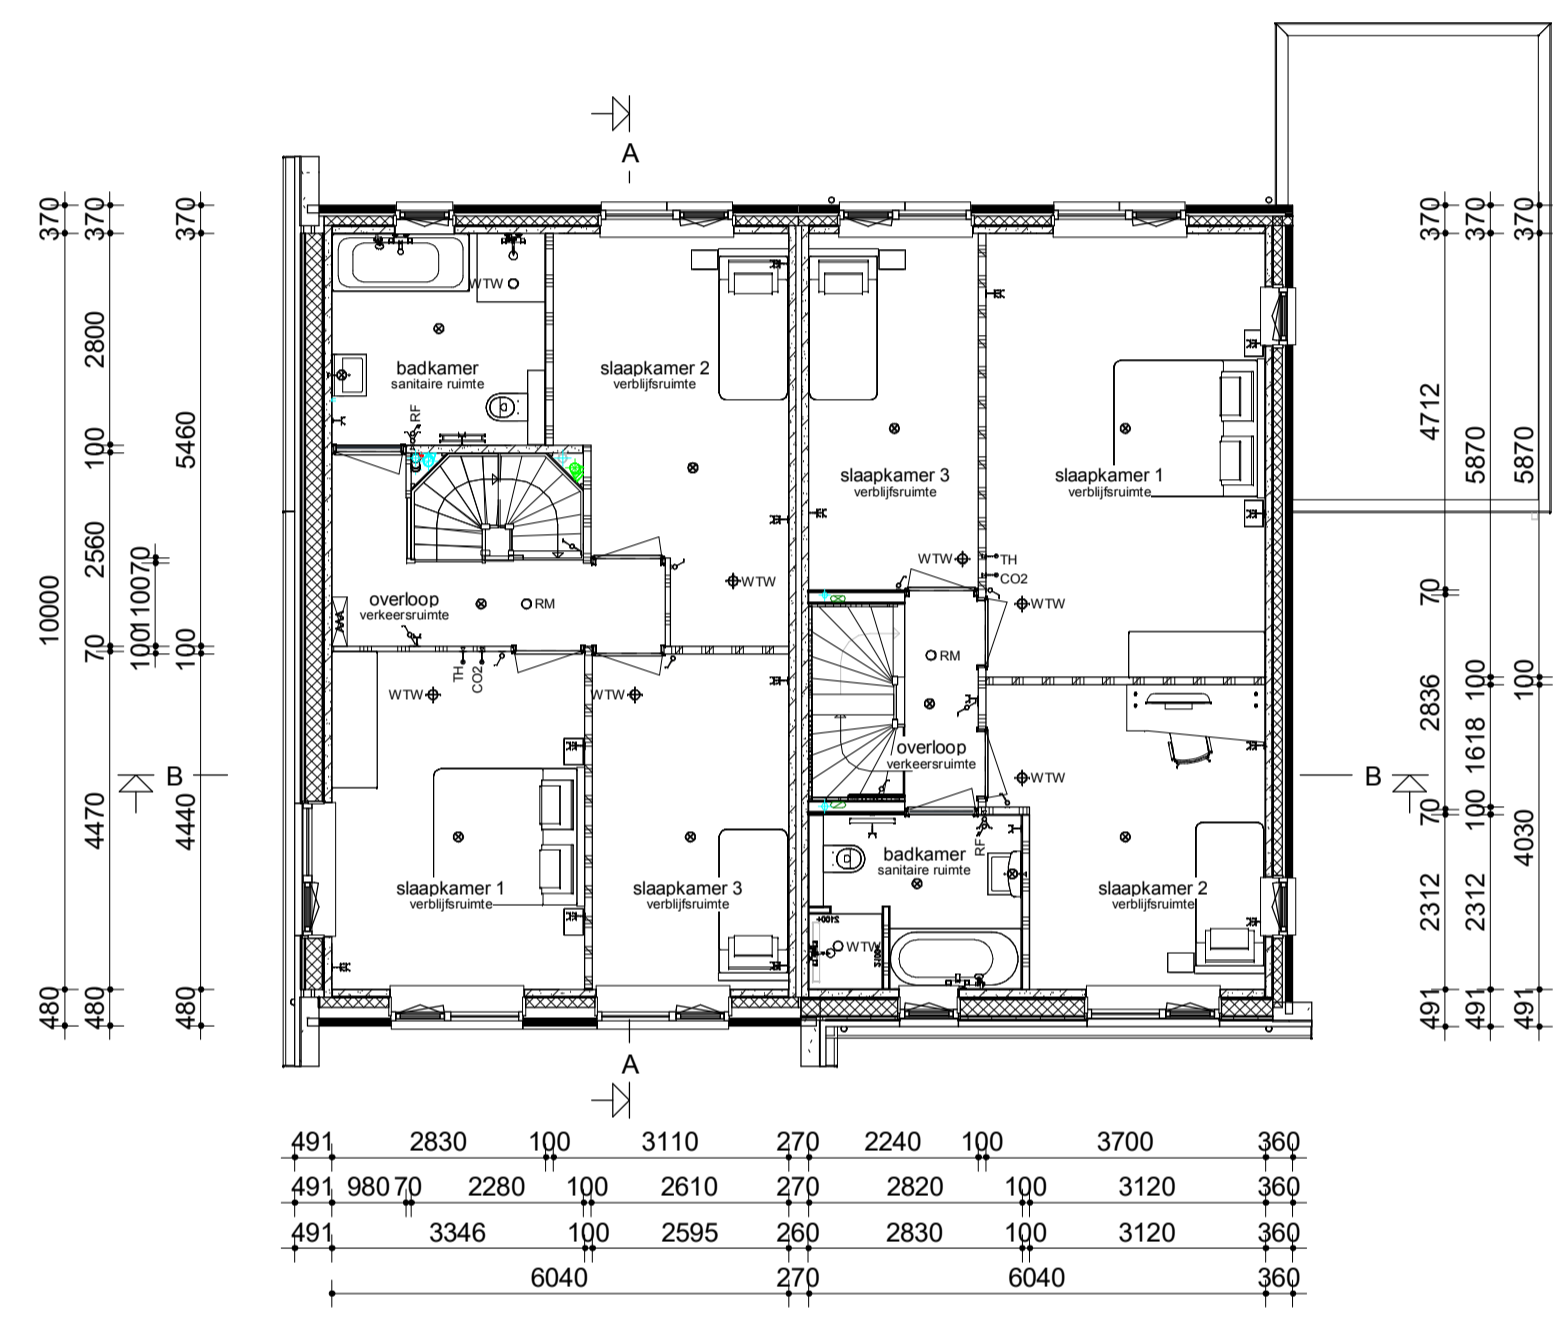 A
370 370 370
370 370 370
WTW
2800
badkamer
sanitaire ruimte
slaapkamer 2
verblijfsruimte
RF
100
5460
slaapkamer 3
verblijfsruimte
slaapkamer 1
verblijfsruimte
4712
5870
5870
2560
10070
WTW
TH
CO2
WTW
WTW
70
10000
overloop
verkeersruimte
RM
RM
70
1001
100
TH
CO2
WTW
WTW
2836
100
100
1618
overloop
verkeersruimte
WTW
B
B
4470
4440
70
100
4030
RF
badkamer
sanitaire ruimte
slaapkamer 1
verblijfsruimte
slaapkamer 3
verblijfsruimte
slaapkamer 2
verblijfsruimte
2312
2312
2100+
WTW
2100+
480 480 480
491 491 491
A
491 2830 100 3110 270 2240 100 3700 360
491 980 70 2280 100 2610 270 2820 100 3120 360
491 3346 100 2595 260 2830 100 3120 360
6040 270 6040 360